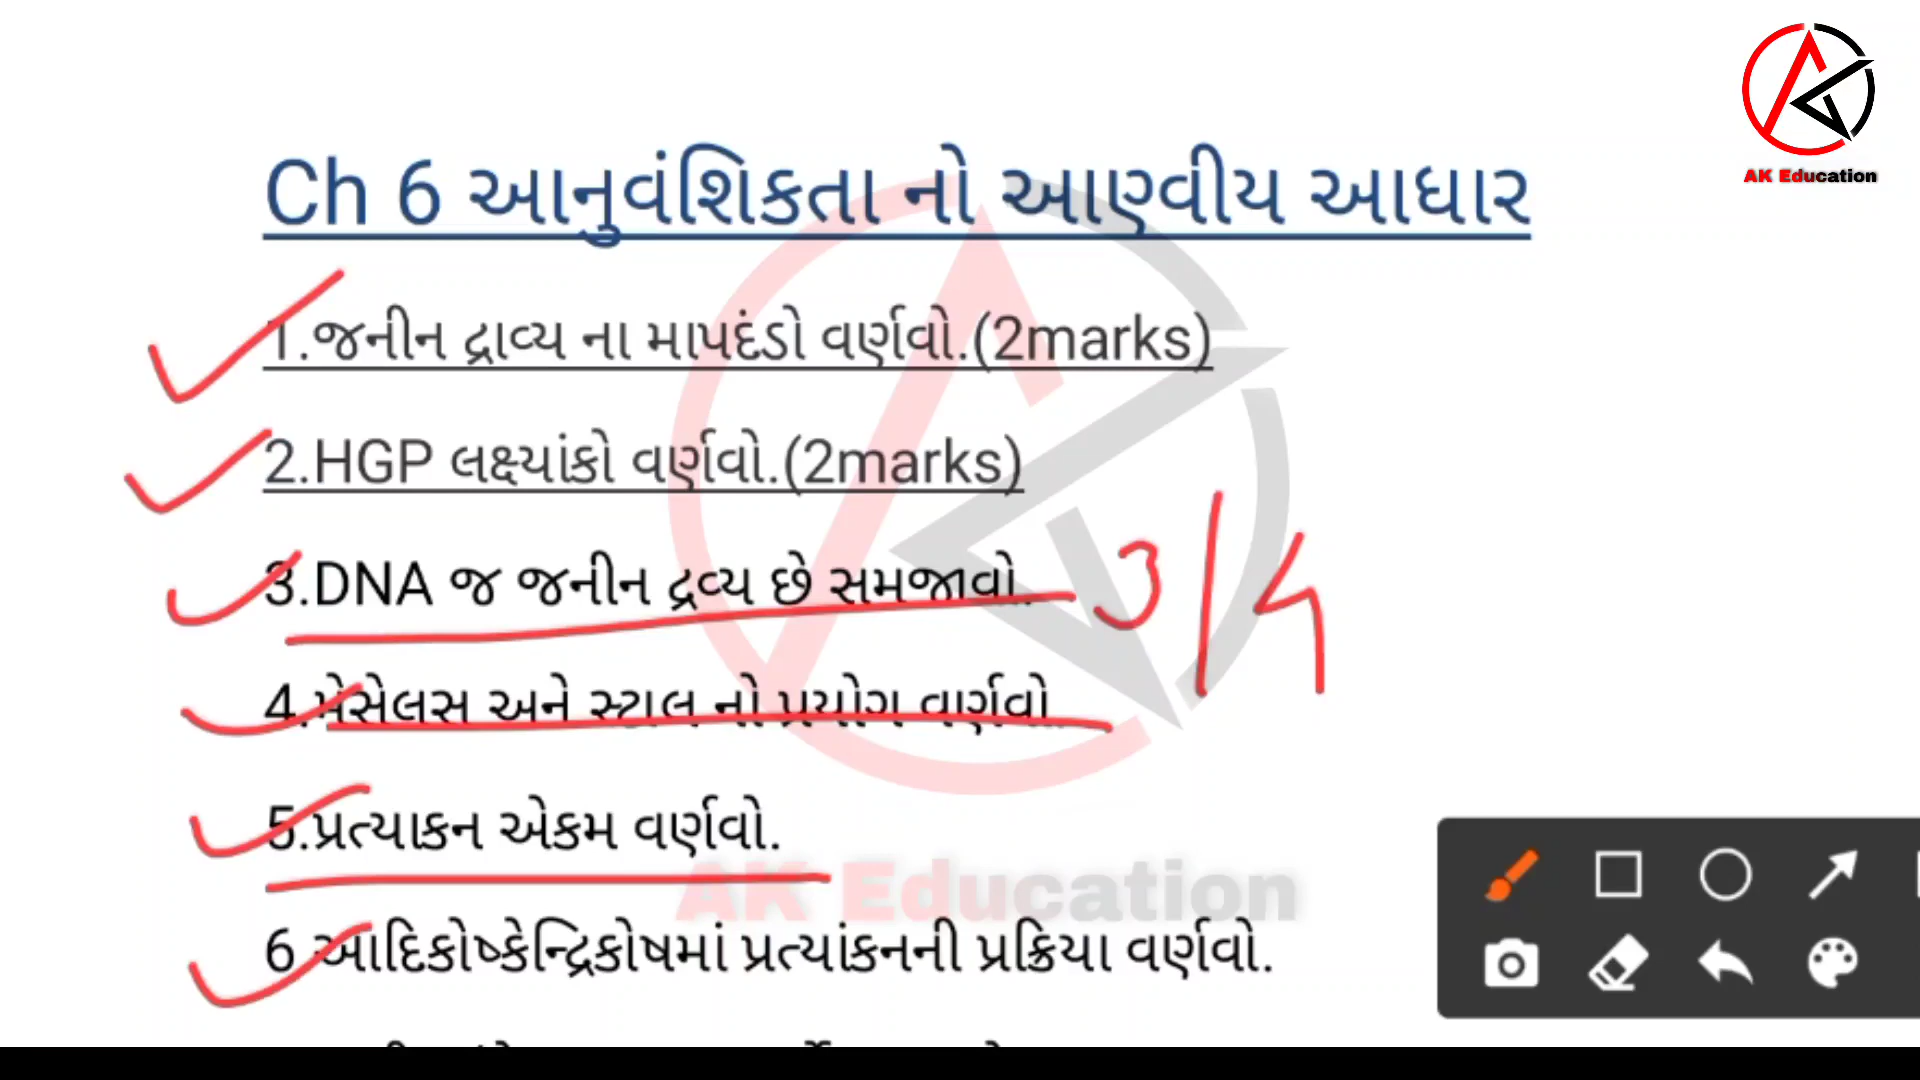 AK Education
Ch 6 આનુવંશિકતા નો આણ્વીય આધાર
1.જનીન દ્રાવ્ય ના માપદંડો વર્ણવો.(2marks)
2.HGP લક્ષ્યાંકો વર્ણવો.(2marks)
3.DNA જ જનીન દ્રવ્ય છે સમજાવો. 3/4
4.મેસેલસ અને સ્ટાલ નો પ્રયોગ વાર્ણવો.
5.પ્રત્યાકન એકમ વર્ણવો.
AK Education
6 આદિકોષ્કેન્દ્રિકોષમાં પ્રત્યાંકનની પ્રક્રિયા વર્ણવો.